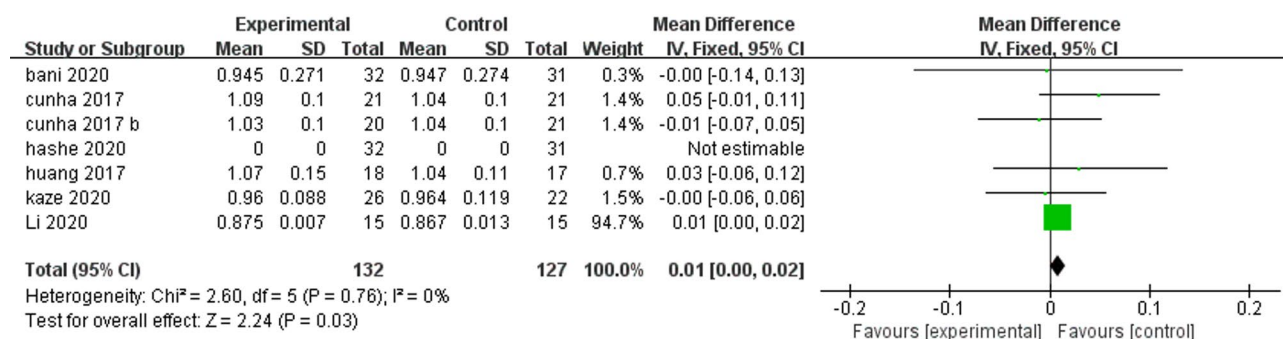 Experimental Control Mean Difference Mean Difference
Study or Subgroup Mean SD Total Mean SD Total Weight IV, Fixed, 95% CI IV, Fixed, 95% CI
bani 2020 0.945 0.271 32 0.947 0.274 31 0.3% -0.00 [-0.14, 0.13]
cunha 2017 1.09 0.1 21 1.04 0.1 21 1.4% 0.05 [-0.01, 0.11]
cunha 2017 b 1.03 0.1 20 1.04 0.1 21 1.4% -0.01 [-0.07, 0.05]
hashe 2020 0 0 32 0 0 31 Not estimable
huang 2017 1.07 0.15 18 1.04 0.11 17 0.7% 0.03 [-0.06, 0.12]
kaze 2020 0.96 0.088 26 0.964 0.119 22 1.5% -0.00 [-0.06, 0.06]
Li 2020 0.875 0.007 15 0.867 0.013 15 94.7% 0.01 [0.00, 0.02]
Total (95% CI) 132 127 100.0% 0.01 [0.00, 0.02]
Heterogeneity: Chi² = 2.60, df = 5 (P = 0.76); I² = 0%
Test for overall effect: Z = 2.24 (P = 0.03)
-0.2 -0.1 0 0.1 0.2
Favours [experimental] Favours [control]